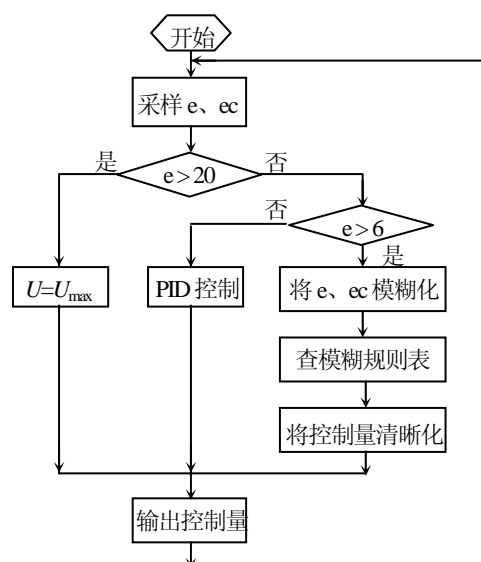 开始
采样 e、ec
是
e>20
否
否
e>6
是
U=Umax
PID 控制
将 e、ec 模糊化
查模糊规则表
将控制量清晰化
输出控制量